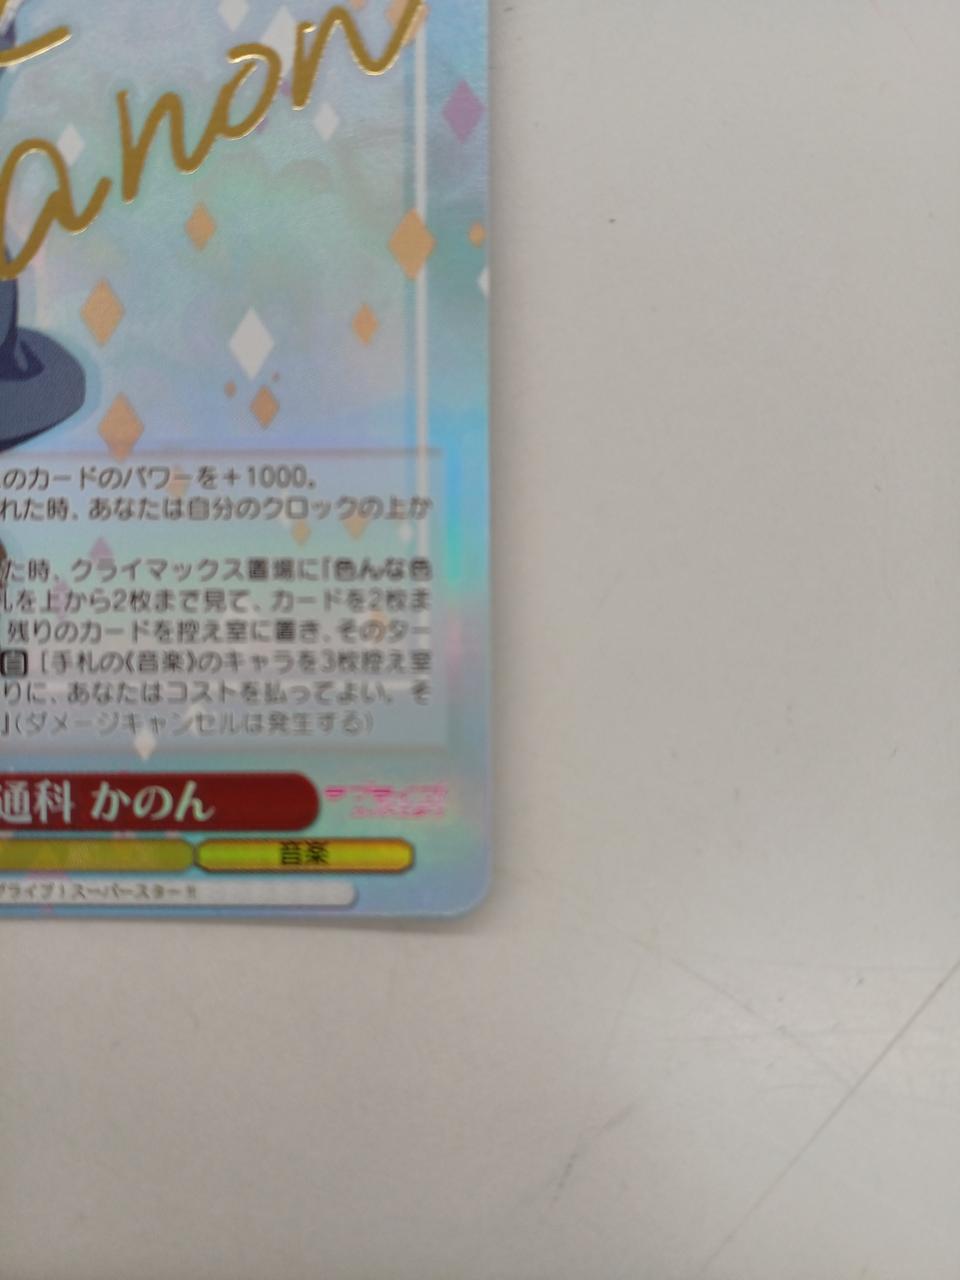 anon
のカードのパワーを+1000。
れた時、あなたは自分のクロックの上か
た時、クライマックス置場に「色んな色
札を上から2枚まで見て、カードを2枚ま
残りのカードを控え室に置き、そのター
自［手札の《音楽》のキャラを3枚控え室
りに、あなたはコストを払ってよい。そ
」（ダメージキャンセルは発生する）
通科 かのん
音楽
ブライブ！スーパースター!!